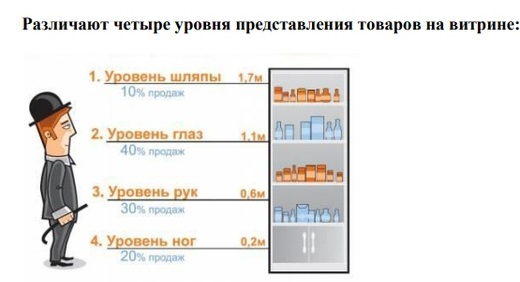 Различают четыре уровня представления товаров на витрине:
1. Уровень шляпы 1,7м
10% продаж
2. Уровень глаз 1,1м
40% продаж
3. Уровень рук 0,6м
30% продаж
4. Уровень ног 0,2м
20% продаж